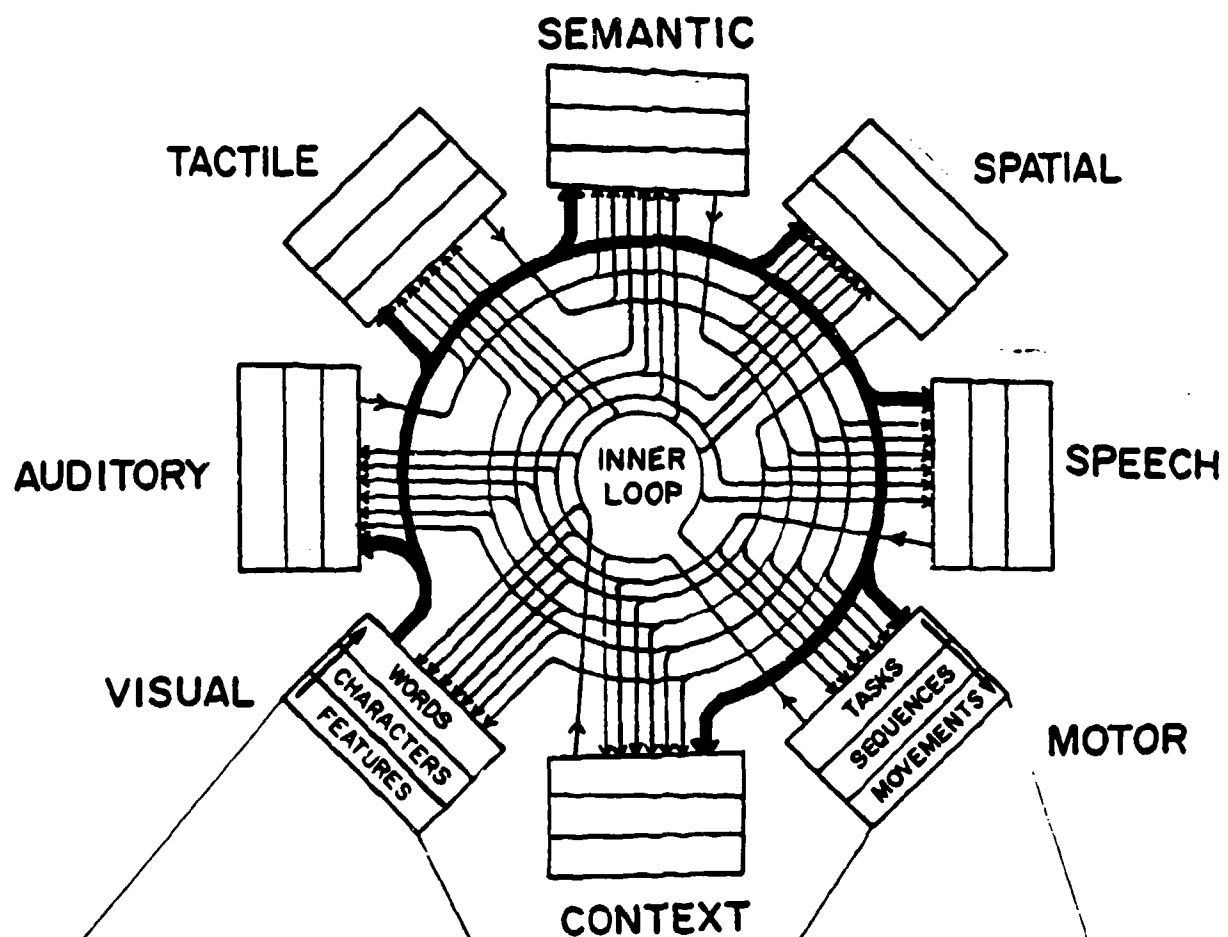 SEMANTIC
TACTILE
SPATIAL
AUDITORY
INNER
LOOP
SPEECH
VISUAL
WORDS
CHARACTERS
FEATURES
TASKS
SEQUENCES
MOVEMENTS
MOTOR
CONTEXT